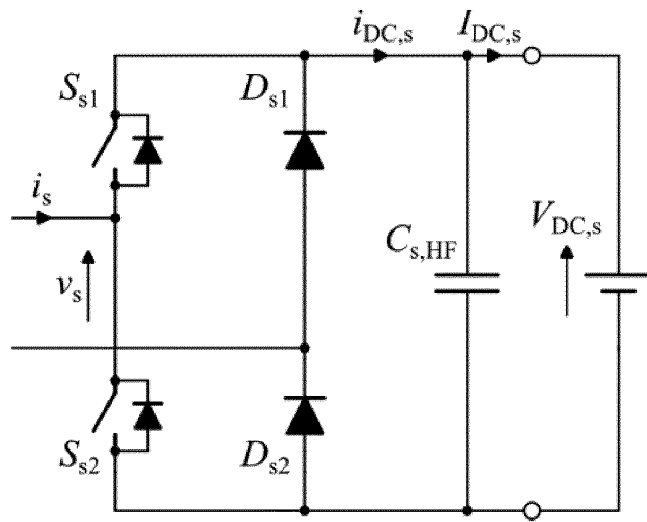 i_DC,s I_DC,s
S_s1 D_s1
i_s
C_s,HF V_DC,s
v_s
S_s2 D_s2